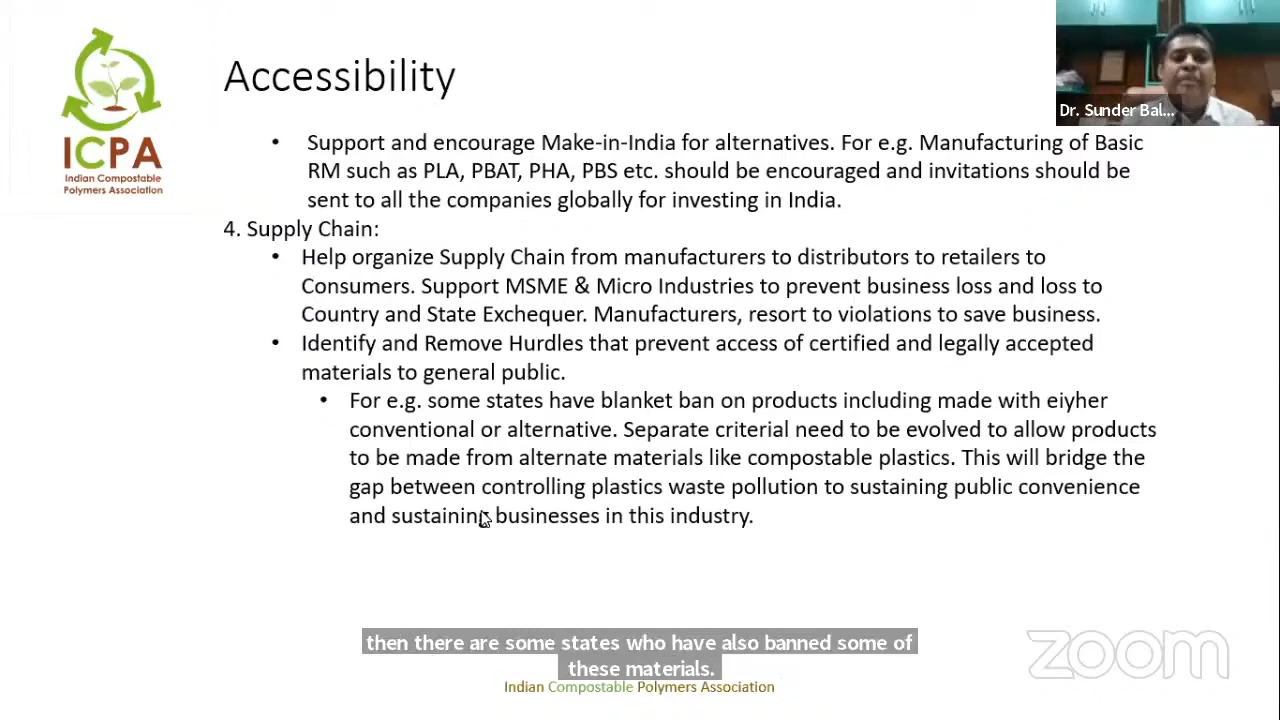 ICPA
Indian Compostable
Polymers Association
Accessibility
Dr. Sunder Bal...
• Support and encourage Make-in-India for alternatives. For e.g. Manufacturing of Basic
RM such as PLA, PBAT, PHA, PBS etc. should be encouraged and invitations should be
sent to all the companies globally for investing in India.
4. Supply Chain:
• Help organize Supply Chain from manufacturers to distributors to retailers to
Consumers. Support MSME & Micro Industries to prevent business loss and loss to
Country and State Exchequer. Manufacturers, resort to violations to save business.
• Identify and Remove Hurdles that prevent access of certified and legally accepted
materials to general public.
• For e.g. some states have blanket ban on products including made with eiyher
conventional or alternative. Separate criterial need to be evolved to allow products
to be made from alternate materials like compostable plastics. This will bridge the
gap between controlling plastics waste pollution to sustaining public convenience
and sustaining businesses in this industry.
then there are some states who have also banned some of
these materials.
Indian Compostable Polymers Association
zoom